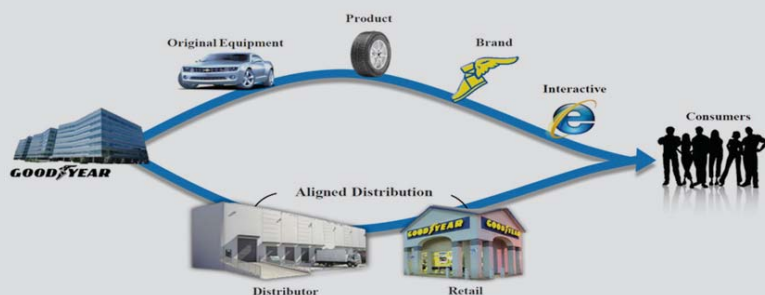 Product
Original Equipment
Brand
Interactive
Consumers
GOODYEAR
Aligned Distribution
GOODYEAR
GOODYEAR
Distributor
Retail